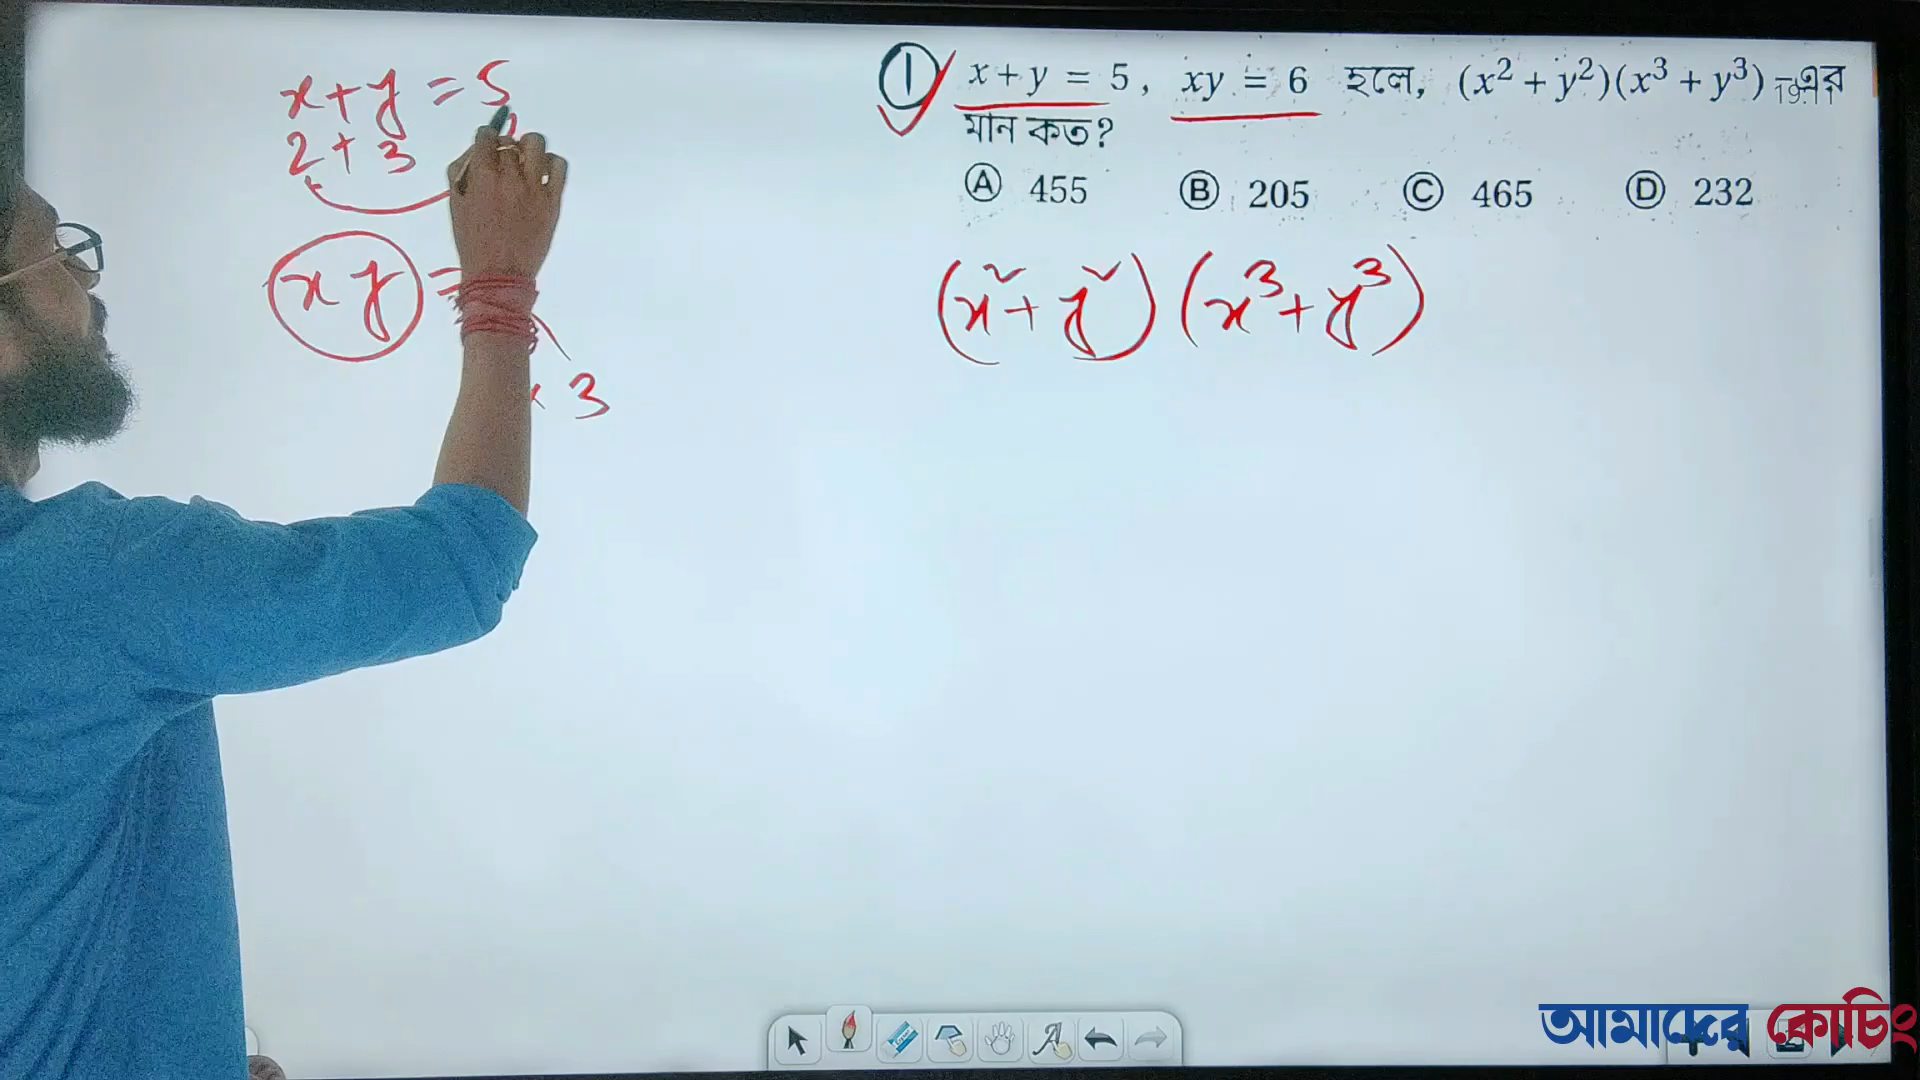 x+y=5
2+3
xy=
3
① x + y = 5, xy = 6 হলে, (x² + y²)(x³ + y³) -এর
মান কত?
Ⓐ 455 Ⓑ 205 Ⓒ 465 Ⓓ 232
(x²+y²)(x³+y³)
আমাদের কোচিং